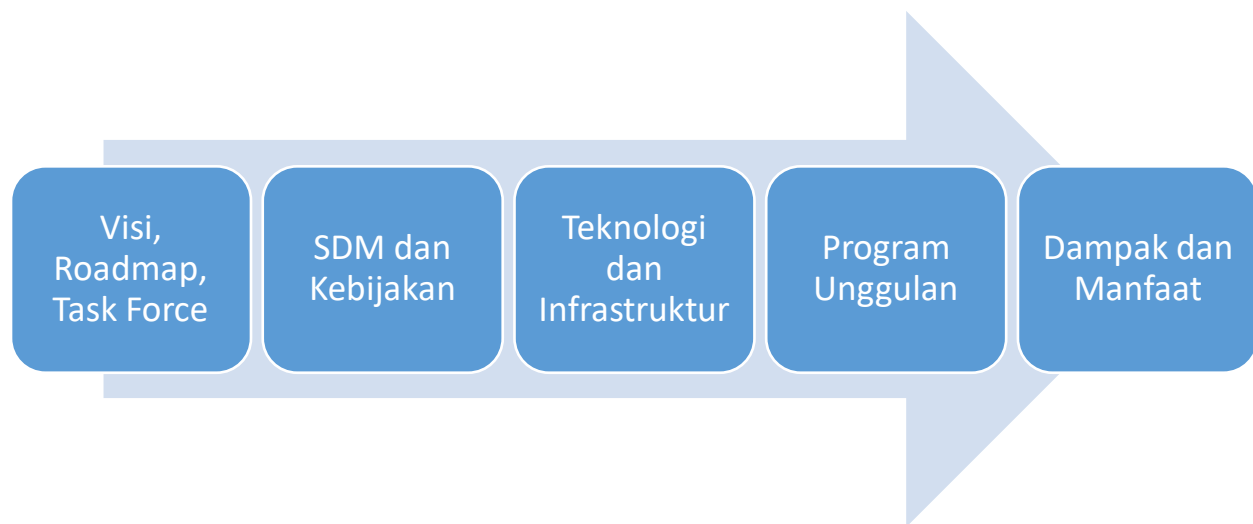 Visi,
Roadmap,
Task Force
SDM dan
Kebijakan
Teknologi
dan
Infrastruktur
Program
Unggulan
Dampak dan
Manfaat